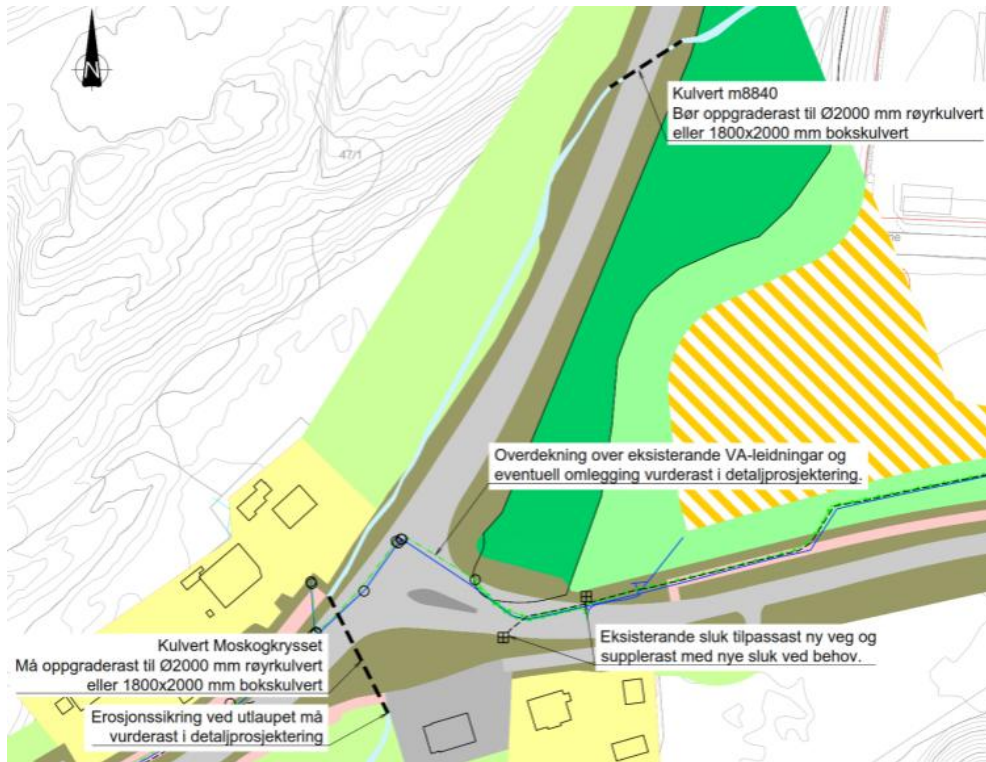 N
Kulvert m8840
Bør oppgraderast til Ø2000 mm røyrkulvert
eller 1800x2000 mm bokskulvert
47/1
ne
Overdekning over eksisterande VA-leidningar og
eventuell omlegging vurderast i detaljprosjektering.
Kulvert Moskogkrysset
Må oppgraderast til Ø2000 mm røyrkulvert
eller 1800x2000 mm bokskulvert
Eksisterande sluk tilpassast ny veg og
supplerast med nye sluk ved behov.
Erosjonssikring ved utlaupet må
vurderast i detaljprosjektering